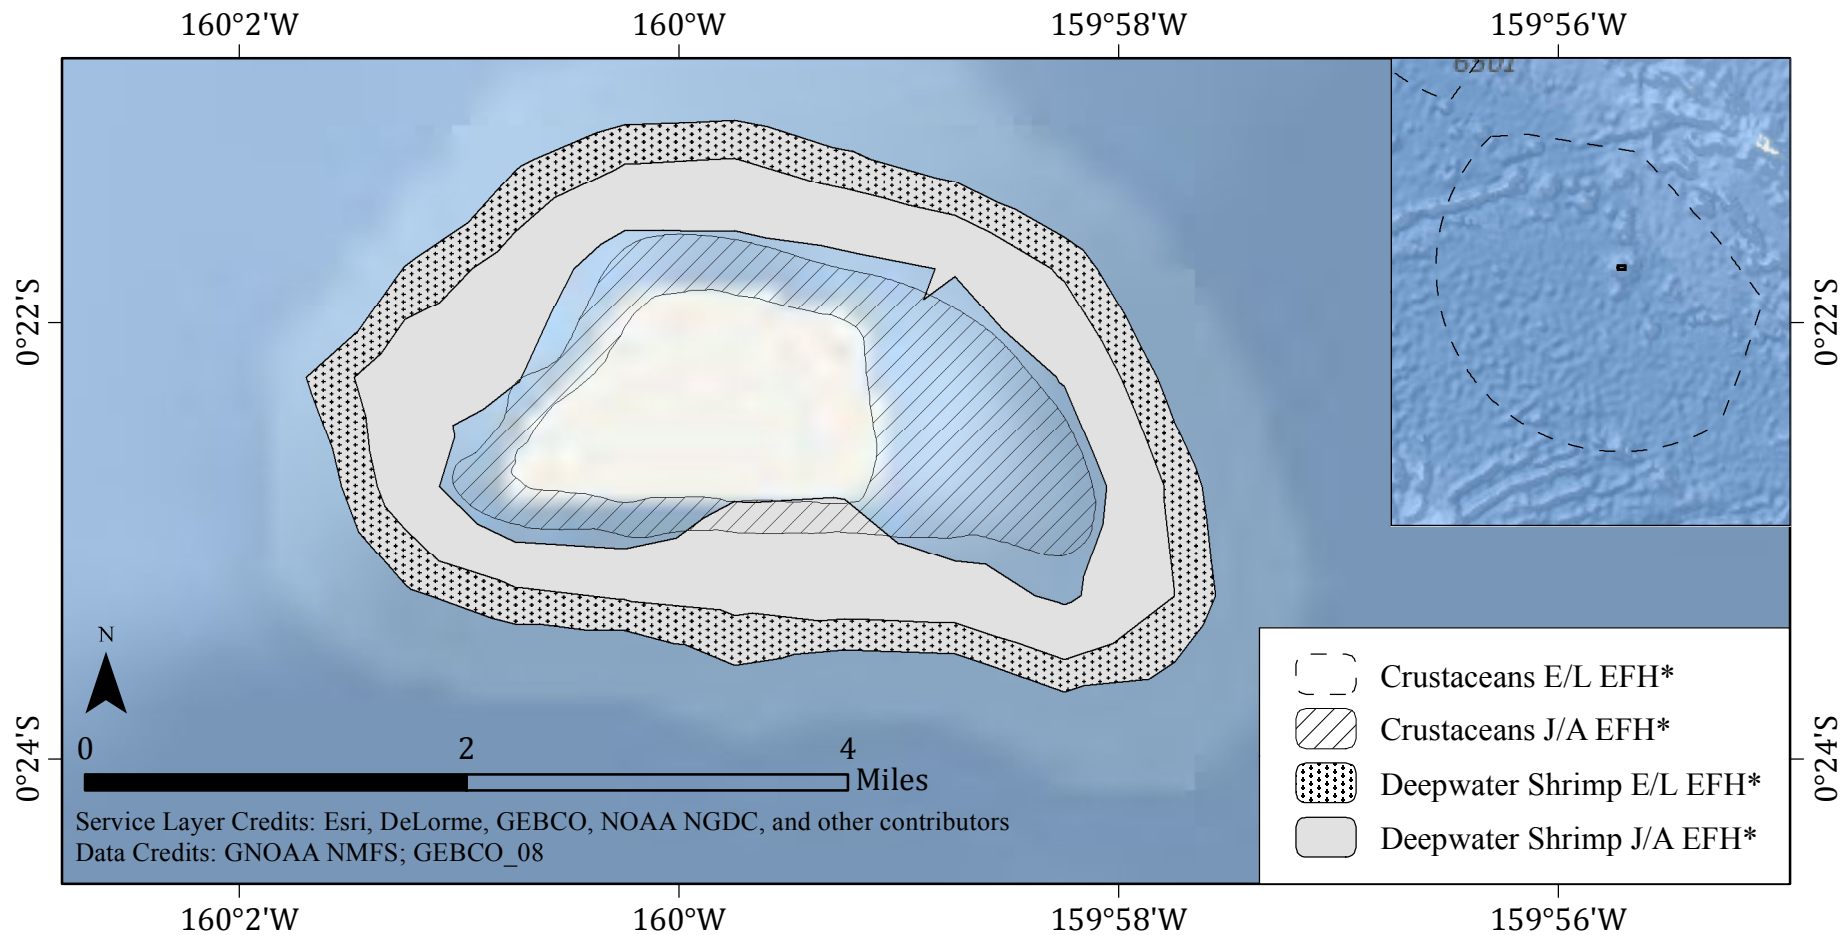 160°2'W 160°W 159°58'W 159°56'W
0°22'S
0°22'S
N
0 2 4
Miles
0°24'S
0°24'S
Service Layer Credits: Esri, DeLorme, GEBCO, NOAA NGDC, and other contributors
Data Credits: GNOAA NMFS; GEBCO_08
Crustaceans E/L EFH*
Crustaceans J/A EFH*
Deepwater Shrimp E/L EFH*
Deepwater Shrimp J/A EFH*
160°2'W 160°W 159°58'W 159°56'W